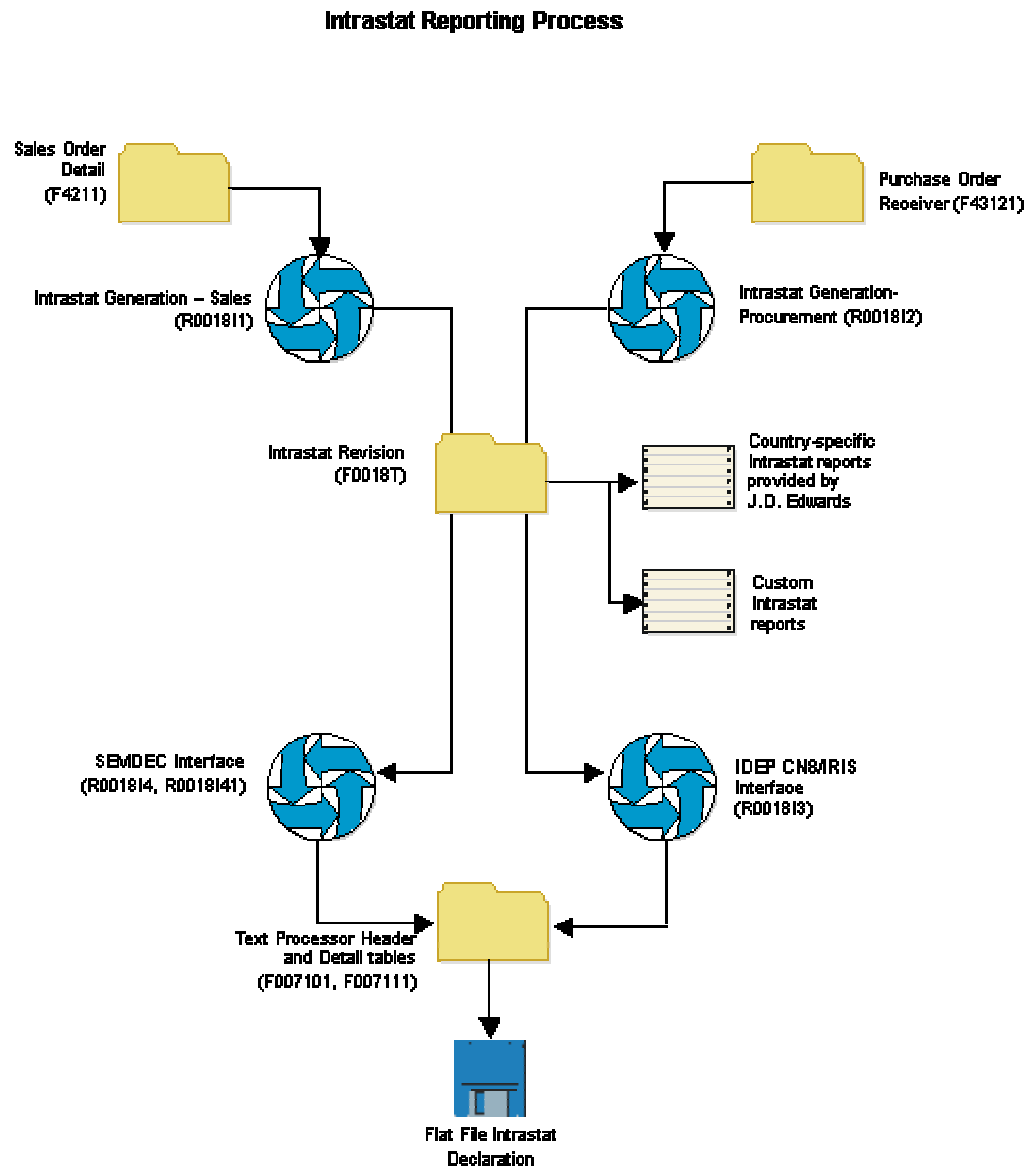 Intrastat Reporting Process
Sales Order
Detail
(F4211)
Purchase Order
Receiver (F43121)
Intrastat Generation – Sales
(R0018I1)
Intrastat Generation-
Procurement (R0018I2)
Intrastat Revision
(F0018T)
Country-specific
Intrastat reports
provided by
J.D. Edwards
Custom
Intrastat
reports
SEMDEC Interface
(R0018I4, R0018I41)
IDEP CN8/IRIS
Interface
(R0018I3)
Text Processor Header
and Detail tables
(F007101, F007111)
Flat File Intrastat
Declaration